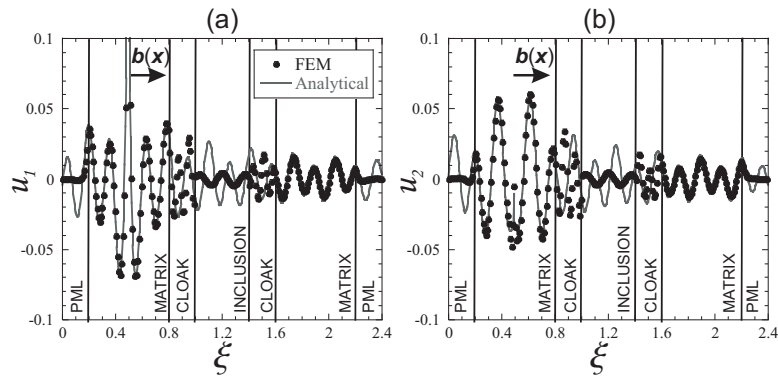 (a)
0.1
0.05
0
-0.05
-0.1
u1
b(x)
FEM
Analytical
PML
MATRIX
CLOAK
INCLUSION
CLOAK
MATRIX
PML
0 0.4 0.8 1.2 1.6 2 2.4
ξ
(b)
0.1
0.05
0
-0.05
-0.1
u2
b(x)
PML
MATRIX
CLOAK
INCLUSION
CLOAK
MATRIX
PML
0 0.4 0.8 1.2 1.6 2 2.4
ξ